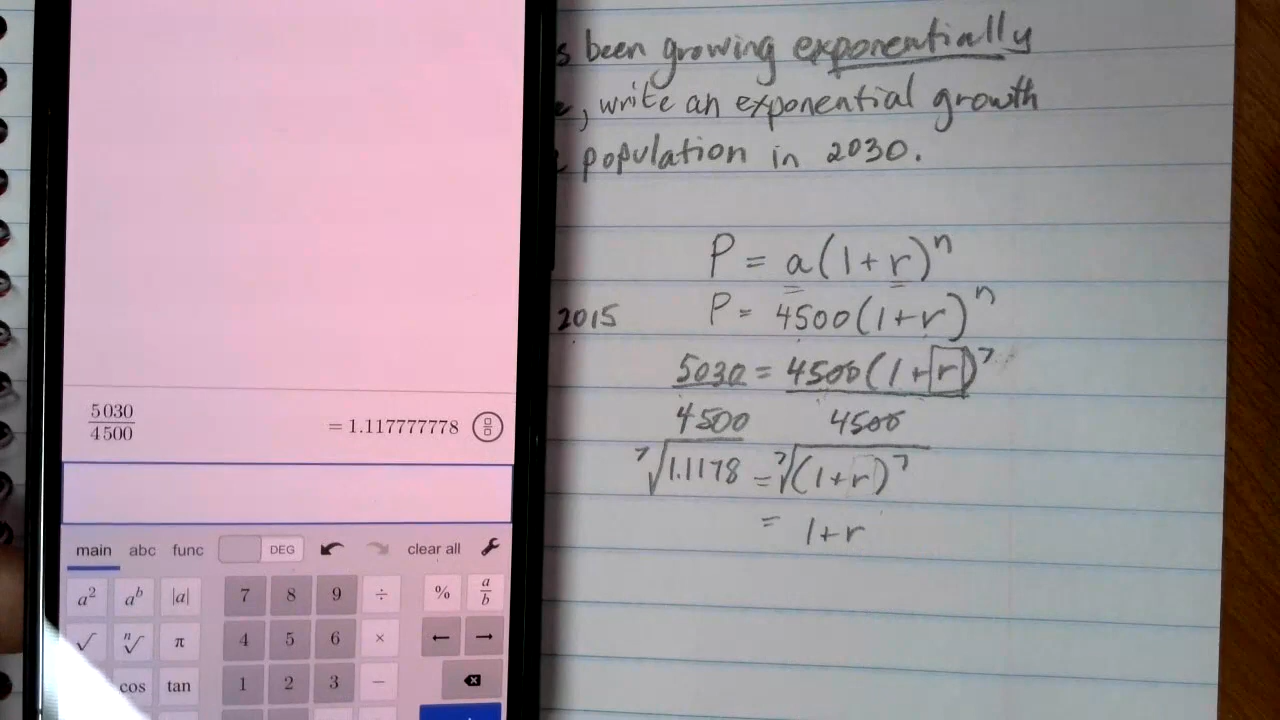 been growing exponentially
, write an exponential growth
population in 2030.
P = a(1+r)ⁿ
2015 P = 4500(1+r)ⁿ
5030 = 4500(1+r)⁷
4500 4500
⁷√1.1178 = ⁷√(1+r)⁷
= 1+r
5030
4500
= 1.117777778
main abc func DEG clear all
a² aᵇ |a| 7 8 9 ÷ % a/b
√ ⁿ√ π 4 5 6 × ← →
cos tan 1 2 3 −